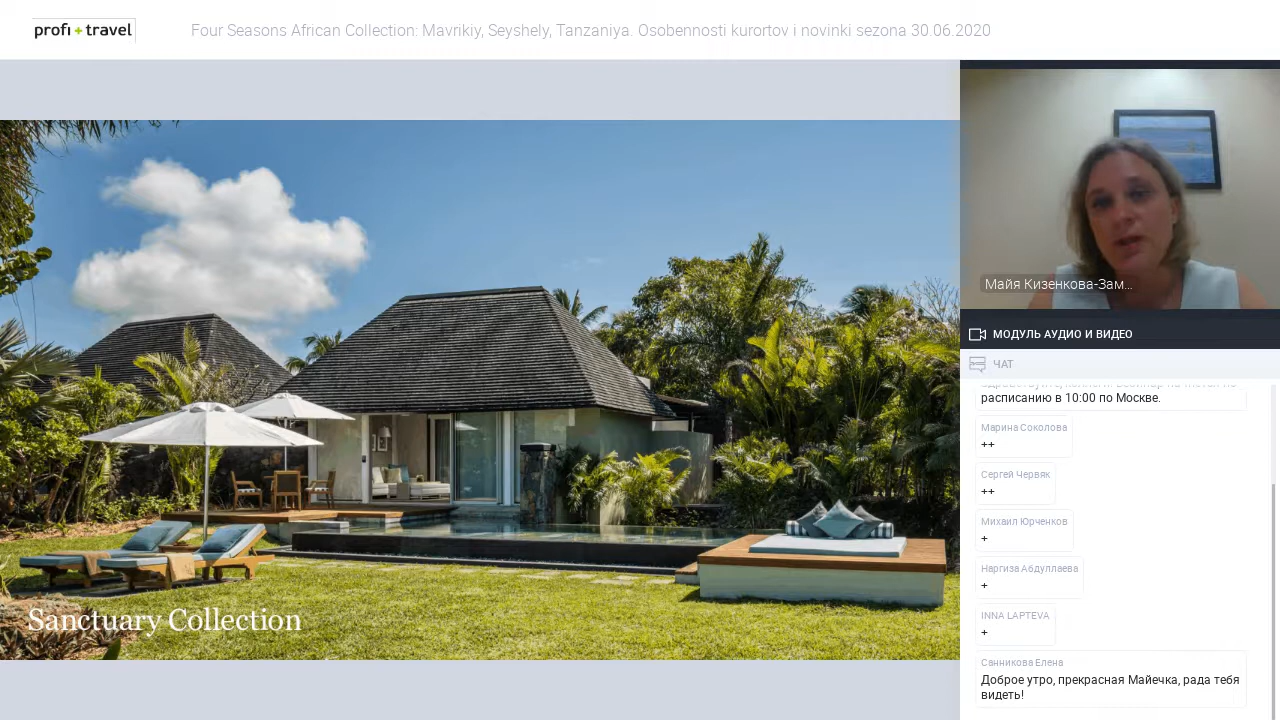 profi + travel
Four Seasons African Collection: Mavrikiy, Seyshely, Tanzaniya. Osobennosti kurortov i novinki sezona 30.06.2020
Майя Кизенкова-Зам...
МОДУЛЬ АУДИО И ВИДЕО
ЧАТ
расписанию в 10:00 по Москве.
Марина Соколова
++
Сергей Червяк
++
Михаил Юрченков
+
Наргиза Абдуллаева
+
INNA LAPTEVA
+
Санникова Елена
Доброе утро, прекрасная Майечка, рада тебя
видеть!
Sanctuary Collection